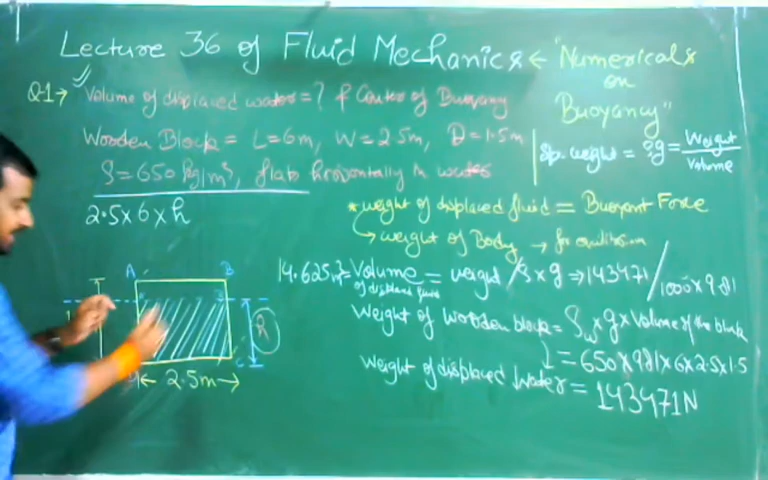 Lecture 36 of Fluid Mechanics ← "Numericals
on
Buoyancy"
Q-1→ Volume of displaced water = ? & Center of Buoyancy
Wooden Block = L=6m, W=2.5m, D=1.5m
ρ=650 kg/m³, floats horizontally in water
Sp. weight = ρg = Weight
Volume
2.5×6×h
* weight of displaced fluid = Buoyant Force
→ weight of Body → for equilibrium
14.625m³ = Volume = weight / ρ×g ⇒ 143471 / 1000×9.81
of displaced fluid
Weight of wooden block = ρw × g × Volume of the block
= 650×9.81×6×2.5×1.5
Weight of displaced water = 143471N
A B
h
C
← 2.5m →